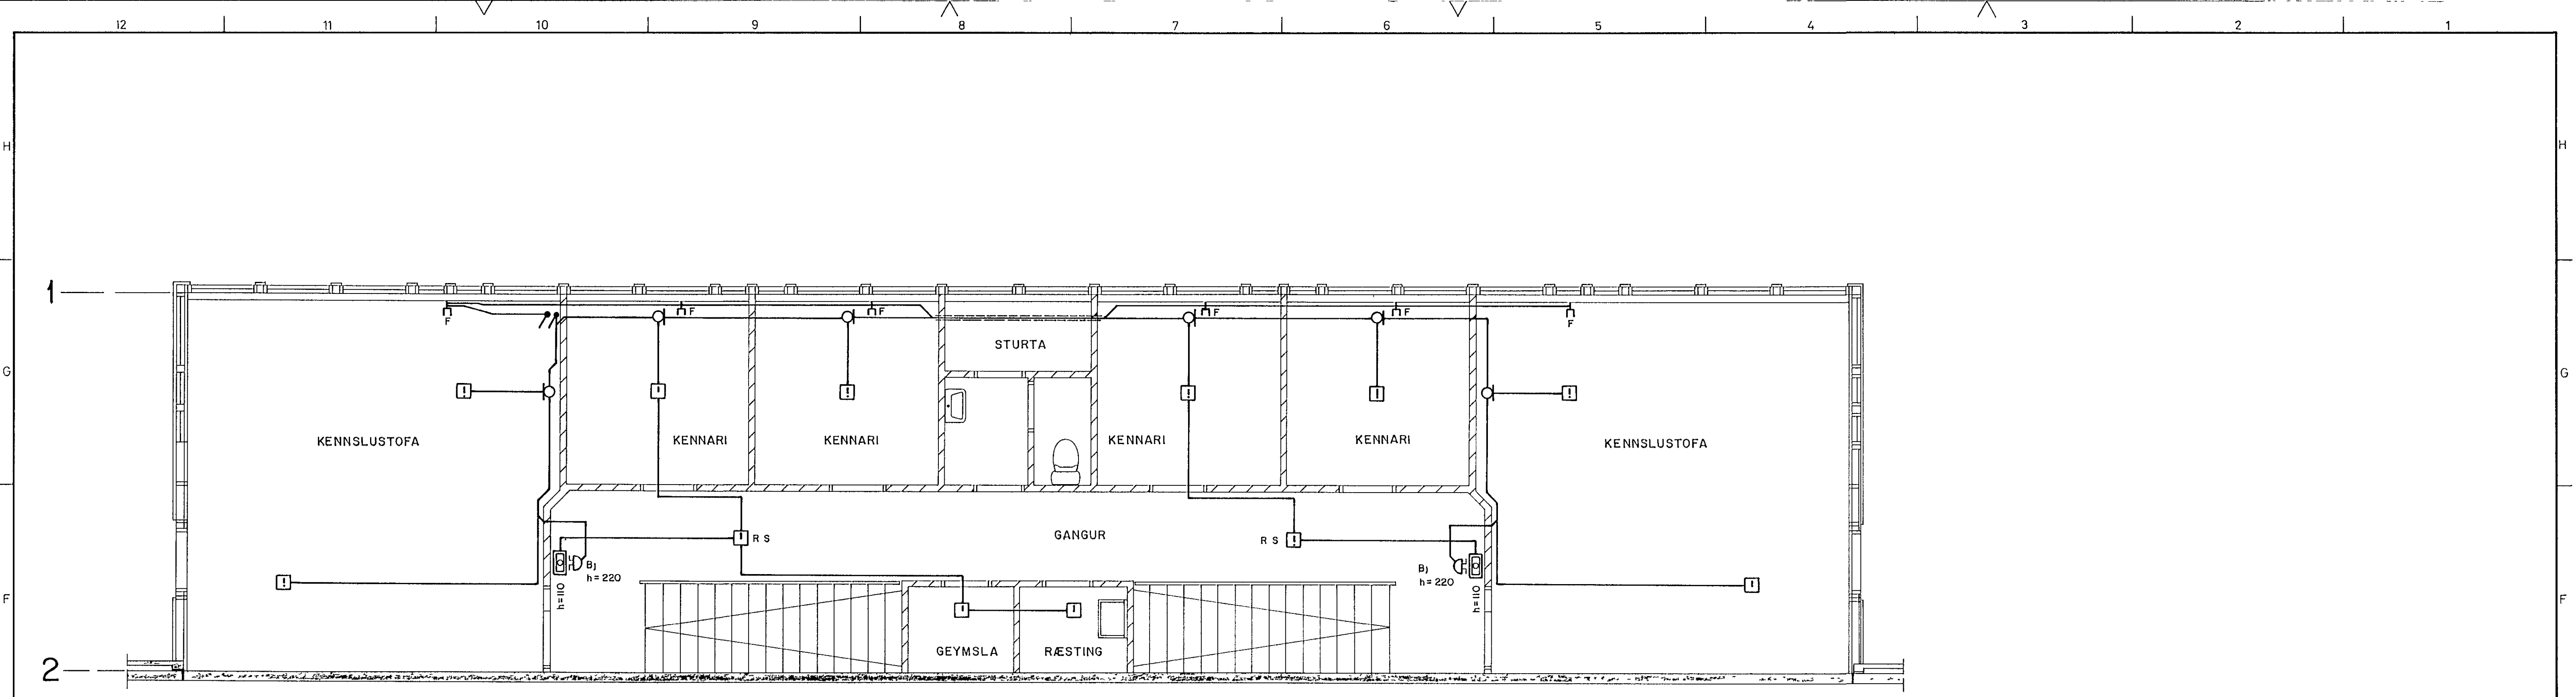 12 11 10 9 8 7 6 5 4 3 2 1
H H
1
F F F F F F
STURTA
G G
KENNSLUSTOFA KENNARI KENNARI KENNARI KENNARI KENNSLUSTOFA
GANGUR
R S R S
Bj Bj
h=220 h=220
h=110 h=110
F F
GEYMSLA RÆSTING
2